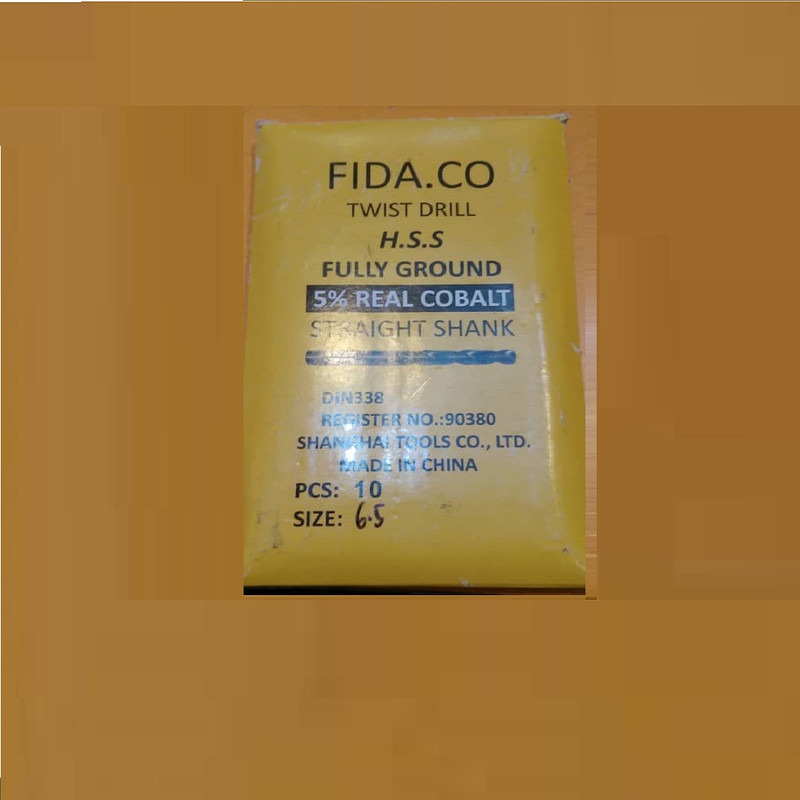 FIDA.CO
TWIST DRILL
H.S.S
FULLY GROUND
5% REAL COBALT
STRAIGHT SHANK
DIN338
REGISTER NO.:90380
SHANGHAI TOOLS CO., LTD.
MADE IN CHINA
PCS: 10
SIZE: 6.5